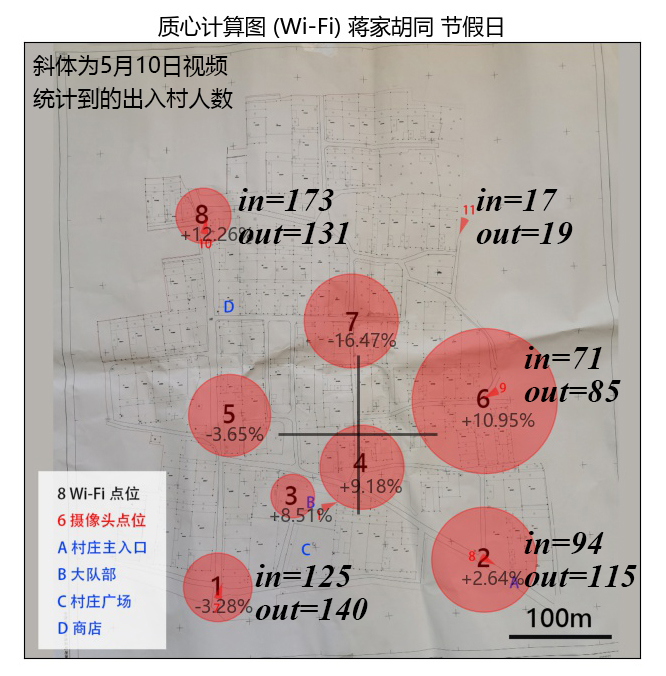 质心计算图 (Wi-Fi) 蒋家胡同 节假日
斜体为5月10日视频
统计到的出入村人数
8
+12.26%
10
in=173
out=131
11
in=17
out=19
D
7
-16.47%
6
9
+10.95%
in=71
out=85
5
-3.65%
4
+9.18%
3
B
+8.51%
C
2
8
+2.64%
A
in=94
out=115
1
-3.28%
in=125
out=140
8 Wi-Fi 点位
6 摄像头点位
A 村庄主入口
B 大队部
C 村庄广场
D 商店
100m